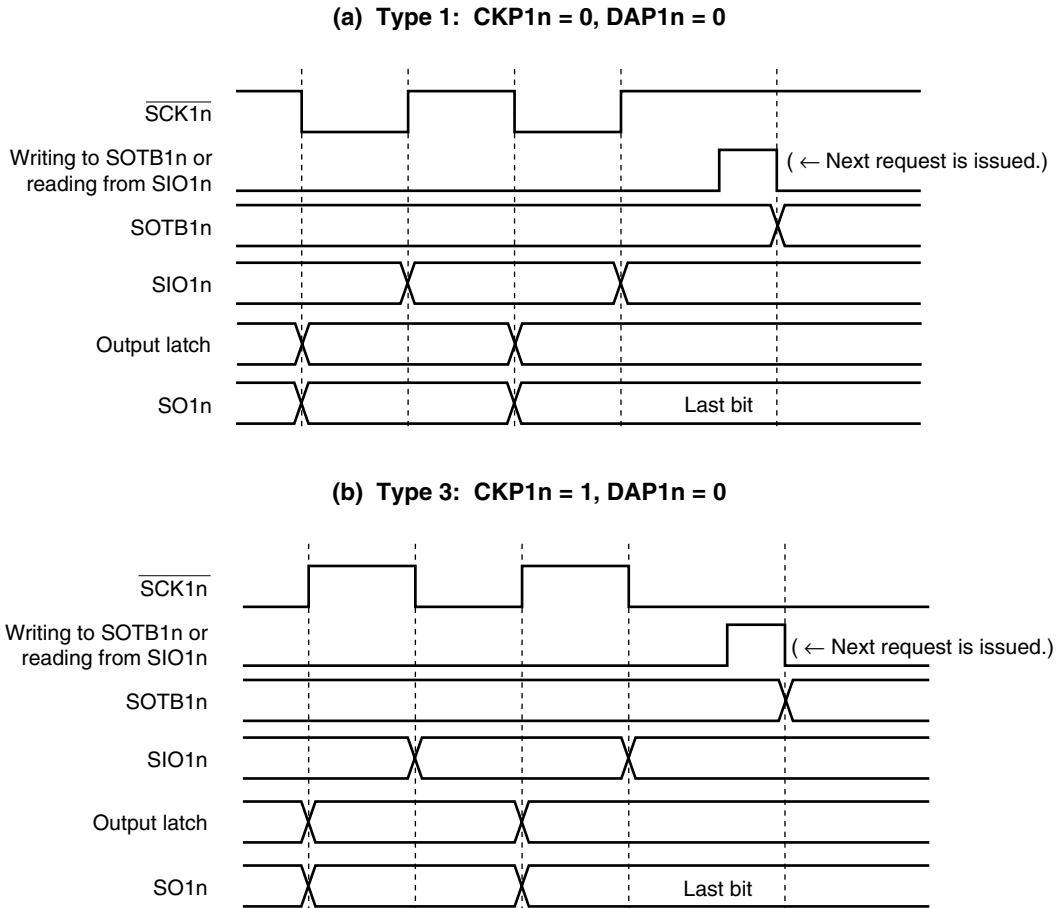 (a) Type 1: CKP1n = 0, DAP1n = 0
SCK1n
Writing to SOTB1n or
reading from SIO1n
( ← Next request is issued.)
SOTB1n
SIO1n
Output latch
SO1n
Last bit
(b) Type 3: CKP1n = 1, DAP1n = 0
SCK1n
Writing to SOTB1n or
reading from SIO1n
( ← Next request is issued.)
SOTB1n
SIO1n
Output latch
SO1n
Last bit